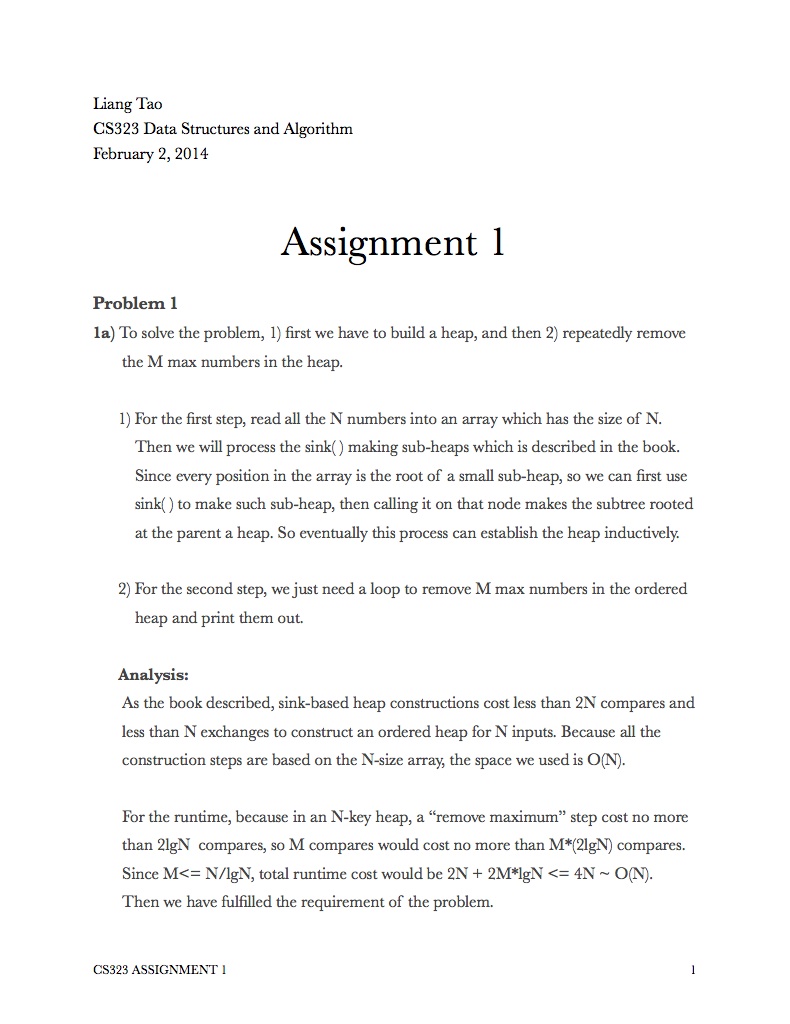 Liang Tao
CS323 Data Structures and Algorithm
February 2, 2014
Assignment 1
Problem 1
1a) To solve the problem, 1) first we have to build a heap, and then 2) repeatedly remove
the M max numbers in the heap.
1) For the first step, read all the N numbers into an array which has the size of N.
Then we will process the sink( ) making sub-heaps which is described in the book.
Since every position in the array is the root of a small sub-heap, so we can first use
sink( ) to make such sub-heap, then calling it on that node makes the subtree rooted
at the parent a heap. So eventually this process can establish the heap inductively.
2) For the second step, we just need a loop to remove M max numbers in the ordered
heap and print them out.
Analysis:
As the book described, sink-based heap constructions cost less than 2N compares and
less than N exchanges to construct an ordered heap for N inputs. Because all the
construction steps are based on the N-size array, the space we used is O(N).
For the runtime, because in an N-key heap, a “remove maximum” step cost no more
than 2lgN  compares, so M compares would cost no more than M*(2lgN) compares.
Since M<= N/lgN, total runtime cost would be 2N + 2M*lgN <= 4N ~ O(N).
Then we have fulfilled the requirement of the problem.
CS323 ASSIGNMENT 1
1